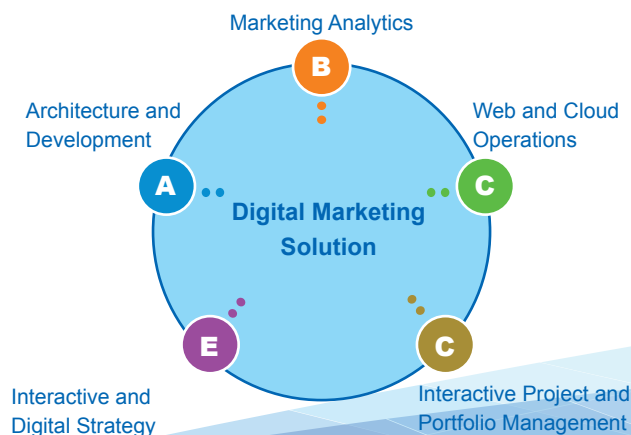 Marketing Analytics
B
Architecture and
Development
Web and Cloud
Operations
A
C
Digital Marketing
Solution
E
C
Interactive and
Digital Strategy
Interactive Project and
Portfolio Management